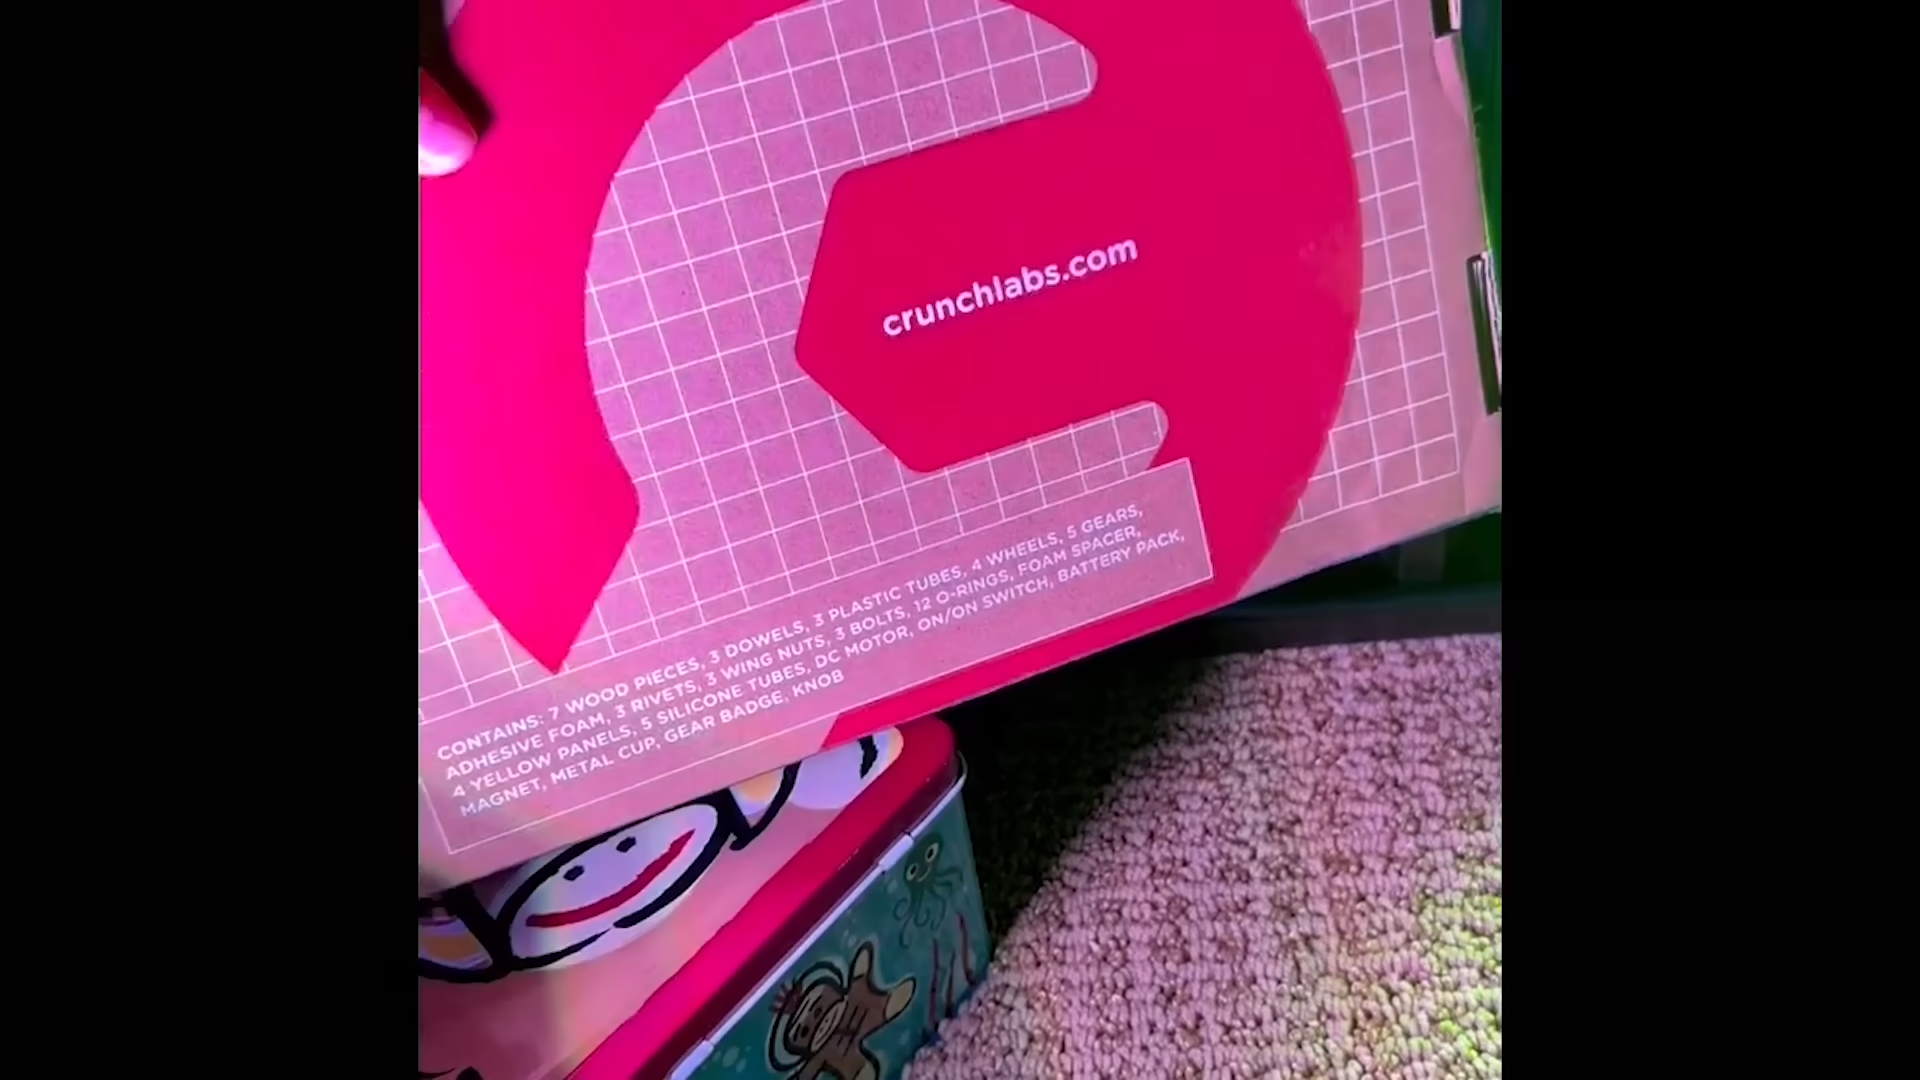 crunchlabs.com
CONTAINS: 7 WOOD PIECES, 3 DOWELS, 3 PLASTIC TUBES, 4 WHEELS, 5 GEARS,
ADHESIVE FOAM, 3 RIVETS, 3 WING NUTS, 3 BOLTS, 12 O-RINGS, FOAM SPACER,
4 YELLOW PANELS, 5 SILICONE TUBES, DC MOTOR, ON/ON SWITCH, BATTERY PACK,
MAGNET, METAL CUP, GEAR BADGE, KNOB